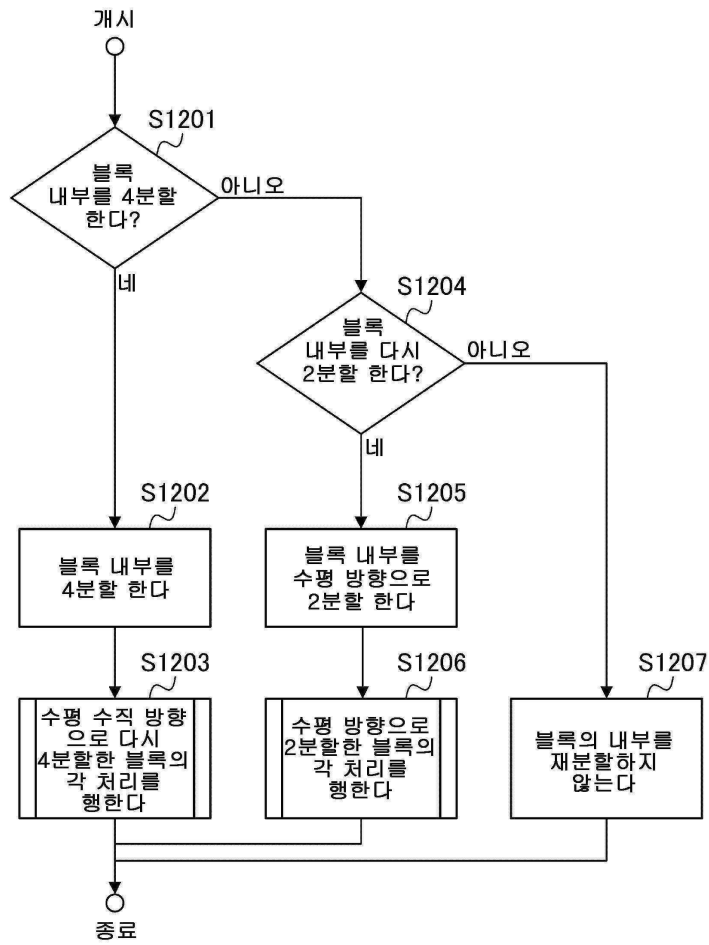 개시
S1201
블록
내부를 4분할
한다?
아니오
네
S1204
블록
내부를 다시
2분할 한다?
아니오
네
S1202
블록 내부를
4분할 한다
S1205
블록 내부를
수평 방향으로
2분할 한다
S1203
수평 수직 방향
으로 다시
4분할한 블록의
각 처리를
행한다
S1206
수평 방향으로
2분할한 블록의
각 처리를
행한다
S1207
블록의 내부를
재분할하지
않는다
종료